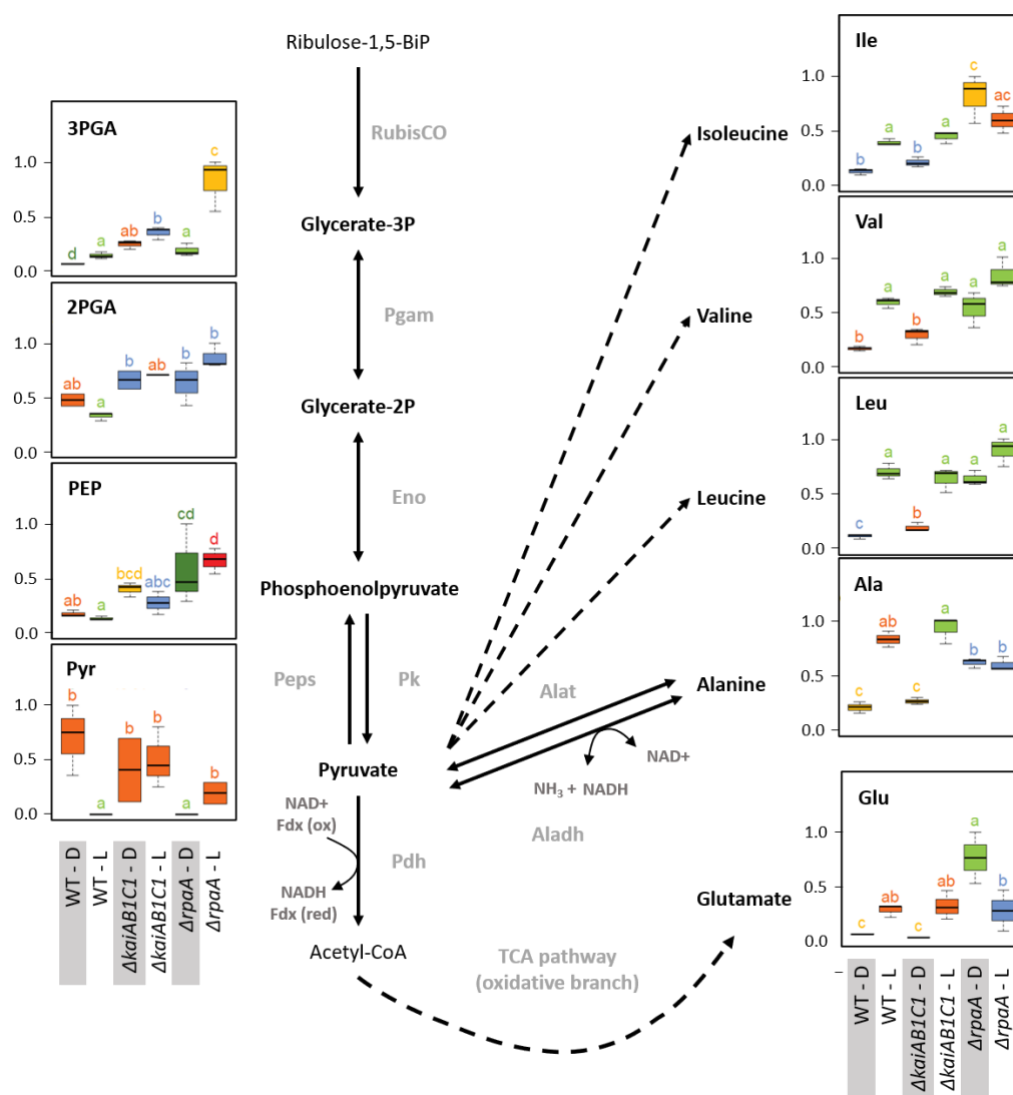 Ribulose-1,5-BiP
RubisCO
Glycerate-3P
Pgam
Glycerate-2P
Eno
Phosphoenolpyruvate
Peps
Pk
Pyruvate
NAD+
Fdx (ox)
Pdh
NADH
Fdx (red)
Acetyl-CoA
TCA pathway
(oxidative branch)
Isoleucine
Valine
Leucine
Alat
Alanine
NAD+
NH₃ + NADH
Aladh
Glutamate
3PGA
1.0
0.5
0.0
d
a
ab
b
a
c
2PGA
1.0
0.5
0.0
ab
a
b
ab
b
b
PEP
1.0
0.5
0.0
ab
a
bcd
abc
cd
d
Pyr
1.0
0.5
0.0
b
a
b
b
a
b
WT - D
WT - L
ΔkaiAB1C1 - D
ΔkaiAB1C1 - L
ΔrpaA - D
ΔrpaA - L
Ile
1.0
0.5
0.0
b
a
b
a
c
ac
Val
1.0
0.5
0.0
b
a
b
a
a
a
Leu
1.0
0.5
0.0
c
a
b
a
a
a
Ala
1.0
0.5
0.0
c
ab
c
a
b
b
Glu
1.0
0.5
0.0
c
ab
c
ab
a
b
WT - D
WT - L
ΔkaiAB1C1 - D
ΔkaiAB1C1 - L
ΔrpaA - D
ΔrpaA - L